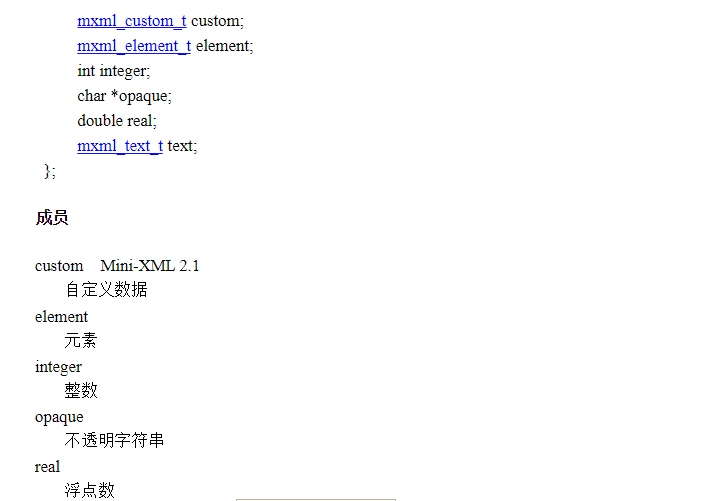 mxml_custom_t custom;
mxml_element_t element;
int integer;
char *opaque;
double real;
mxml_text_t text;
};
成员
custom Mini-XML 2.1
自定义数据
element
元素
integer
整数
opaque
不透明字符串
real
浮点数